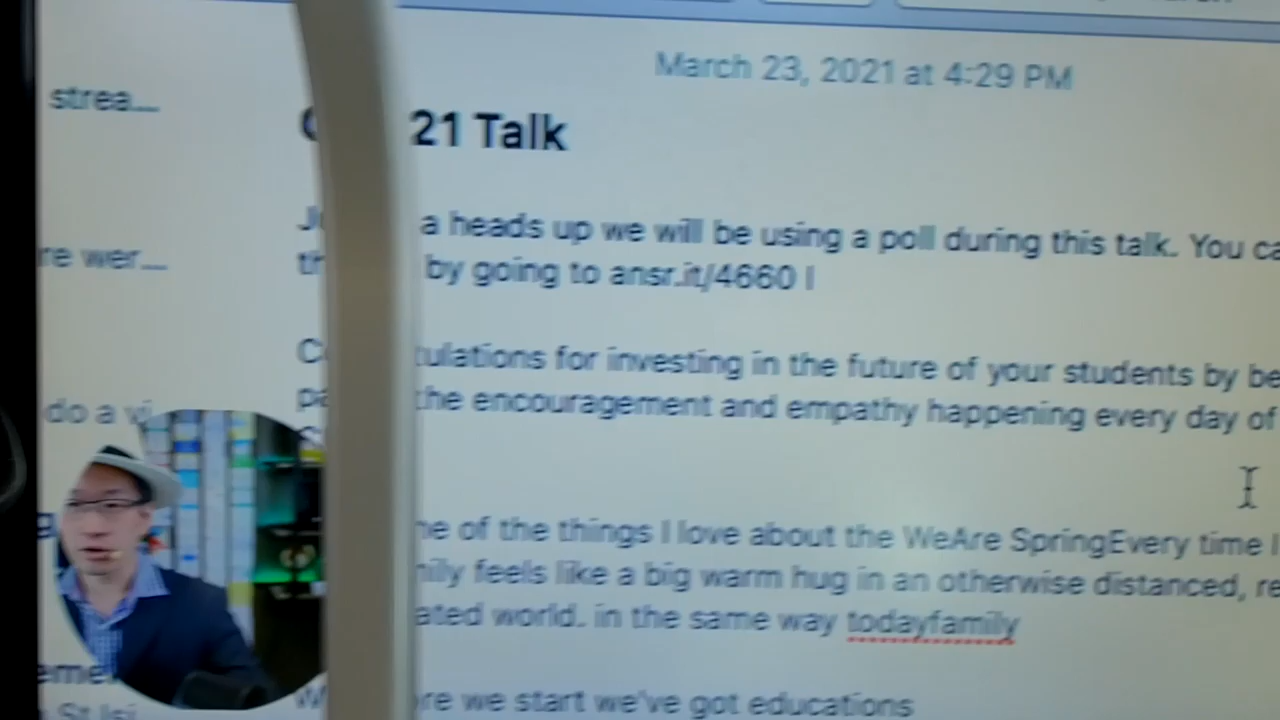 March 23, 2021 at 4:29 PM
strea...
21 Talk
a heads up we will be using a poll during this talk. You ca
re wer...
by going to ansr.it/4660 I
tulations for investing in the future of your students by be
do a vi
the encouragement and empathy happening every day of
ne of the things I love about the WeAre SpringEvery time I
nily feels like a big warm hug in an otherwise distanced, re
ated world. in the same way todayfamily
eme
re we start we've got educations